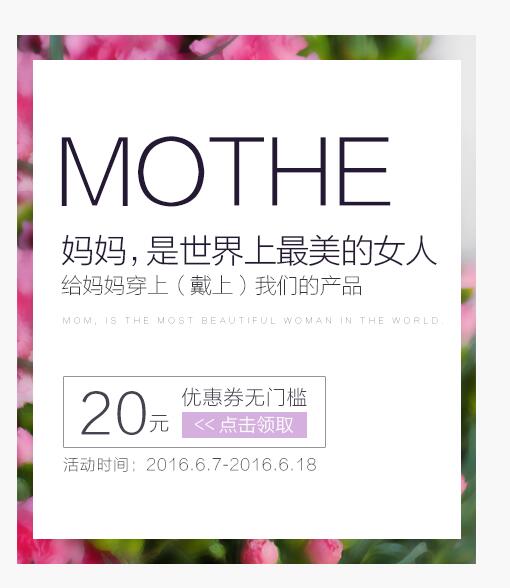 MOTHE
妈妈，是世界上最美的女人
给妈妈穿上（戴上）我们的产品
MOM, IS THE MOST BEAUTIFUL WOMAN IN THE WORLD.
20元
优惠券无门槛
<< 点击领取
活动时间：2016.6.7-2016.6.18